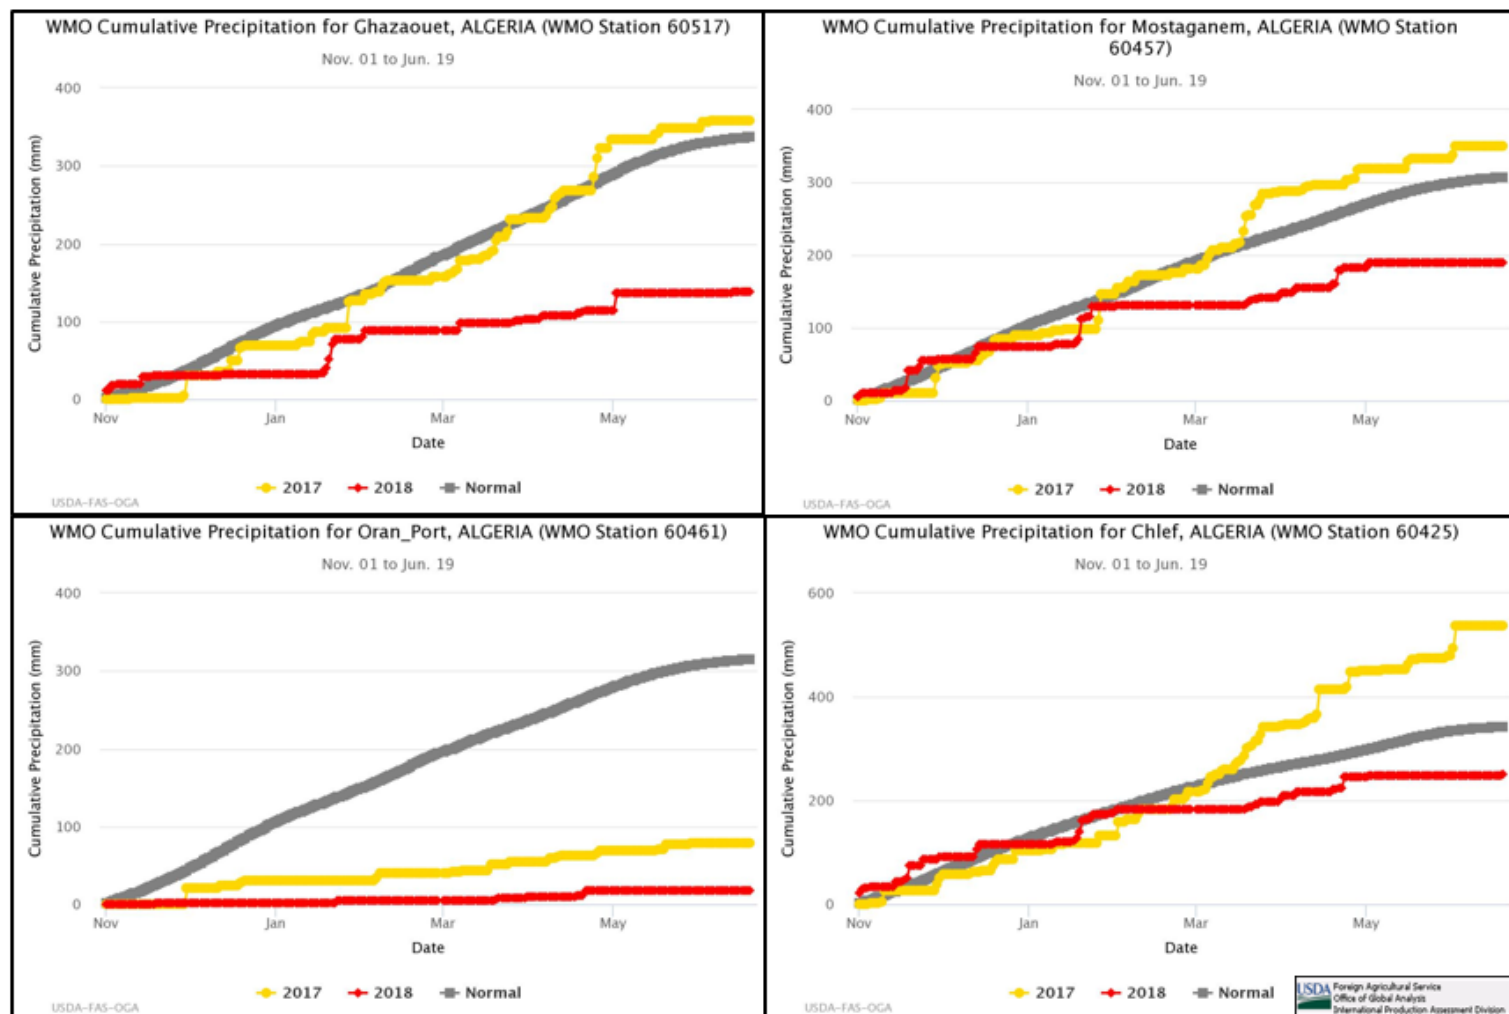 WMO Cumulative Precipitation for Ghazaouet, ALGERIA (WMO Station 60517)
Nov. 01 to Jun. 19
400
300
200
100
0
Cumulative Precipitation (mm)
Nov Jan Mar May
Date
2017 2018 Normal
USDA-FAS-OGA
WMO Cumulative Precipitation for Mostaganem, ALGERIA (WMO Station
60457)
Nov. 01 to Jun. 19
400
300
200
100
0
Cumulative Precipitation (mm)
Nov Jan Mar May
Date
2017 2018 Normal
USDA-FAS-OGA
WMO Cumulative Precipitation for Oran_Port, ALGERIA (WMO Station 60461)
Nov. 01 to Jun. 19
400
300
200
100
0
Cumulative Precipitation (mm)
Nov Jan Mar May
Date
2017 2018 Normal
USDA-FAS-OGA
WMO Cumulative Precipitation for Chlef, ALGERIA (WMO Station 60425)
Nov. 01 to Jun. 19
600
400
200
0
Cumulative Precipitation (mm)
Nov Jan Mar May
Date
2017 2018 Normal
USDA-FAS-OGA
USDA
Foreign Agricultural Service
Office of Global Analysis
International Production Assessment Division